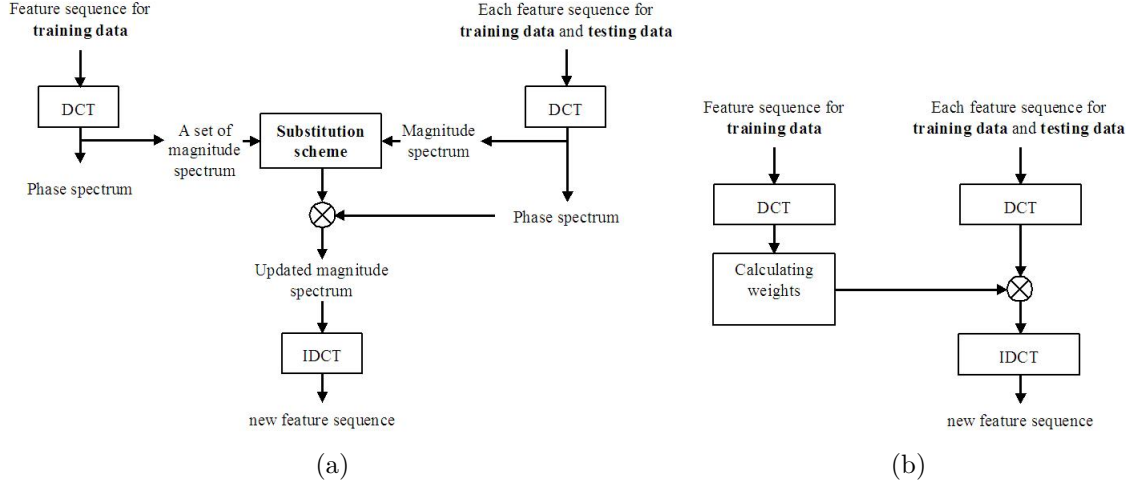 Feature sequence for
training data
DCT
Phase spectrum
A set of
magnitude
spectrum
Substitution
scheme
Magnitude
spectrum
Each feature sequence for
training data and testing data
DCT
Phase spectrum
Updated magnitude
spectrum
IDCT
new feature sequence
(a)
Feature sequence for
training data
DCT
Calculating
weights
Each feature sequence for
training data and testing data
DCT
IDCT
new feature sequence
(b)